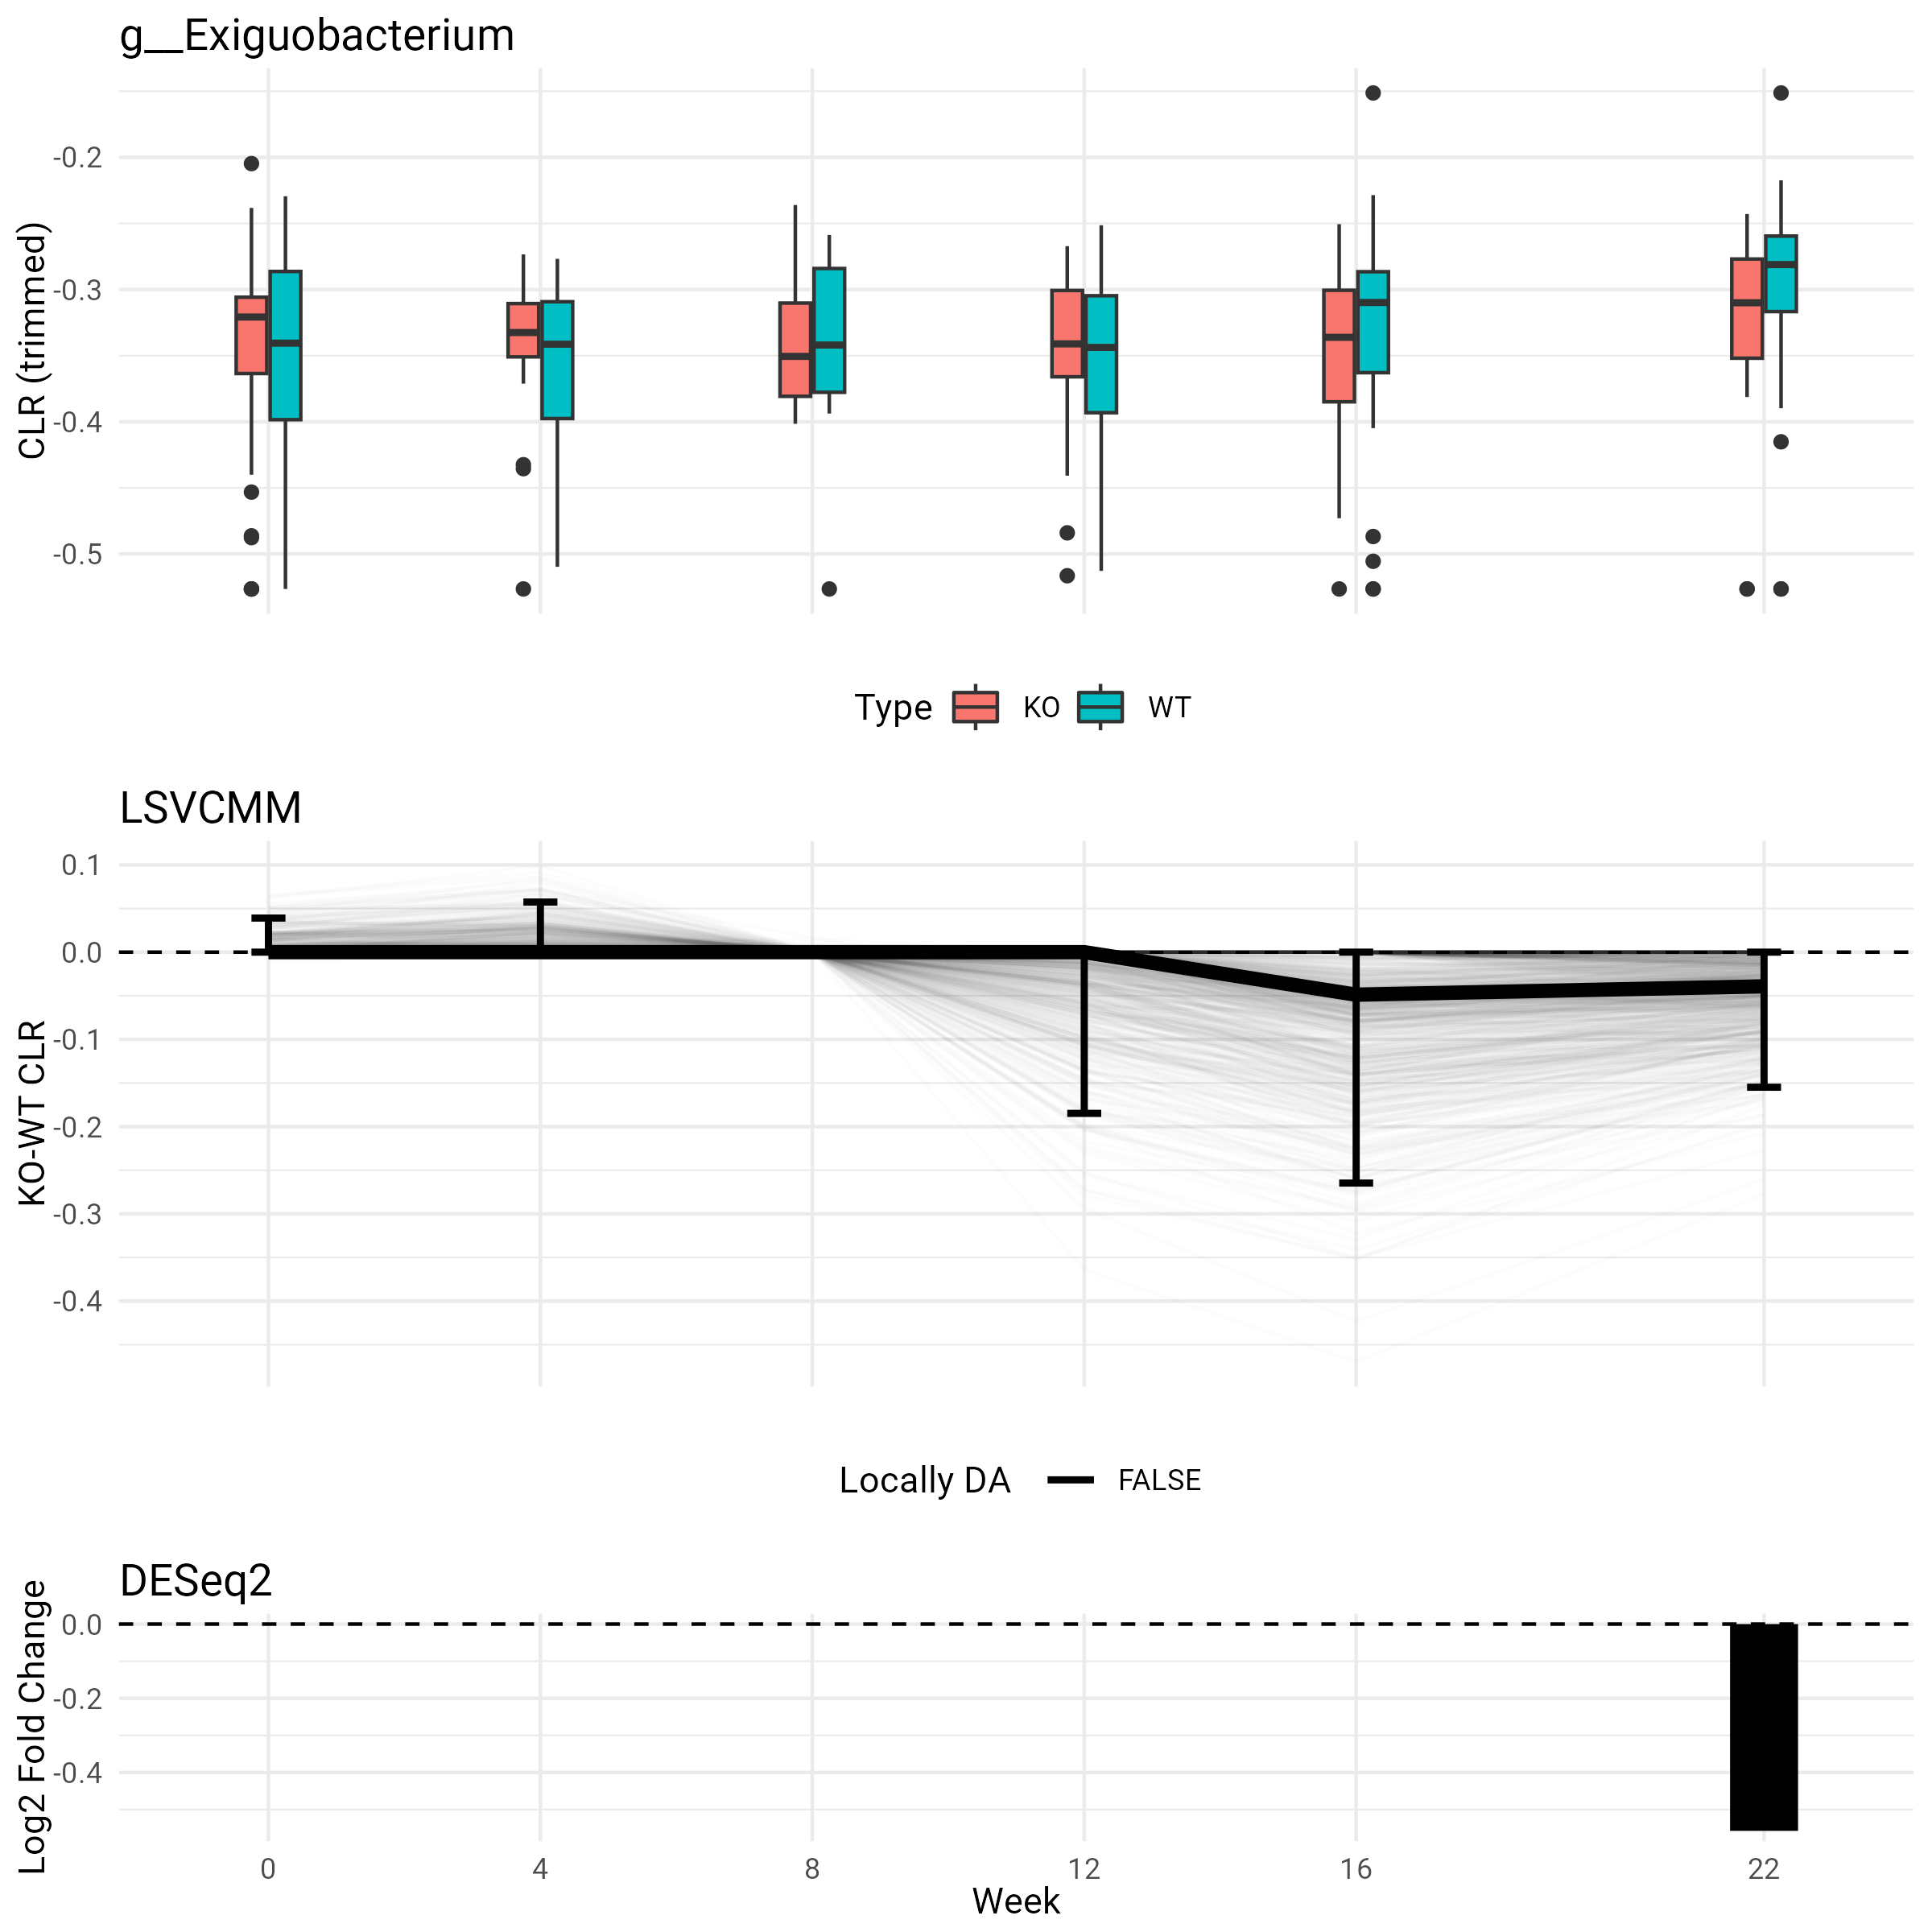 g__Exiguobacterium
CLR (trimmed)
-0.2
-0.3
-0.4
-0.5
Type KO WT
LSVCMM
KO-WT CLR
0.1
0.0
-0.1
-0.2
-0.3
-0.4
Locally DA FALSE
DESeq2
Log2 Fold Change
0.0
-0.2
-0.4
0 4 8 12 16 22
Week